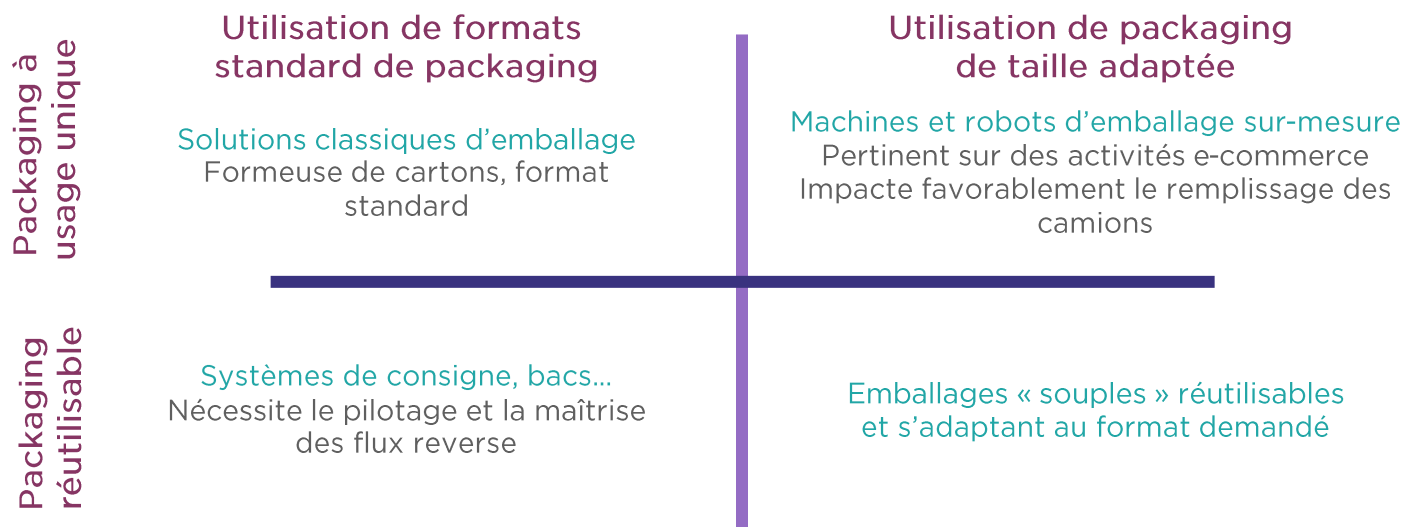 Utilisation de formats
standard de packaging
Utilisation de packaging
de taille adaptée
Packaging à
usage unique
Solutions classiques d’emballage
Formeuse de cartons, format
standard
Machines et robots d’emballage sur-mesure
Pertinent sur des activités e-commerce
Impacte favorablement le remplissage des
camions
Packaging
réutilisable
Systèmes de consigne, bacs...
Nécessite le pilotage et la maîtrise
des flux reverse
Emballages « souples » réutilisables
et s’adaptant au format demandé